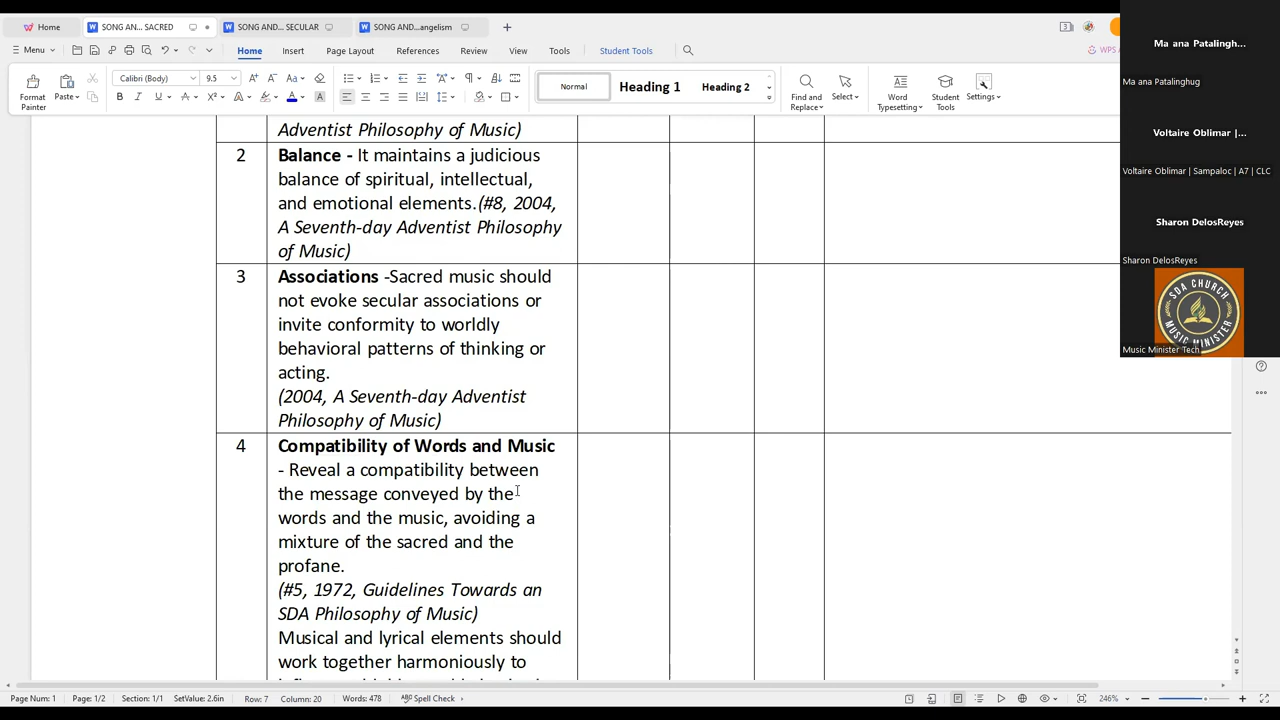 Home
SONG AN... SACRED
SONG AND... SECULAR
SONG AND...angelism
Menu
Home
Insert
Page Layout
References
Review
View
Tools
Student Tools
WPS A
Format Painter
Paste
Calibri (Body)
9.5
Normal
Heading 1
Heading 2
Find and Replace
Select
Word Typesetting
Student Tools
Settings
Adventist Philosophy of Music)
2
Balance - It maintains a judicious
balance of spiritual, intellectual,
and emotional elements.(#8, 2004,
A Seventh-day Adventist Philosophy
of Music)
3
Associations -Sacred music should
not evoke secular associations or
invite conformity to worldly
behavioral patterns of thinking or
acting.
(2004, A Seventh-day Adventist
Philosophy of Music)
4
Compatibility of Words and Music
- Reveal a compatibility between
the message conveyed by the
words and the music, avoiding a
mixture of the sacred and the
profane.
(#5, 1972, Guidelines Towards an
SDA Philosophy of Music)
Musical and lyrical elements should
work together harmoniously to
Ma ana Patalingh...
Ma ana Patalinghug
Voltaire Oblimar |...
Voltaire Oblimar | Sampaloc | A7 | CLC
Sharon DelosReyes
Sharon DelosReyes
SDA CHURCH
MUSIC MINISTER
Music Minister Tech
Page Num: 1
Page: 1/2
Section: 1/1
SetValue: 2.6in
Row: 7
Column: 20
Words: 478
Spell Check
246%